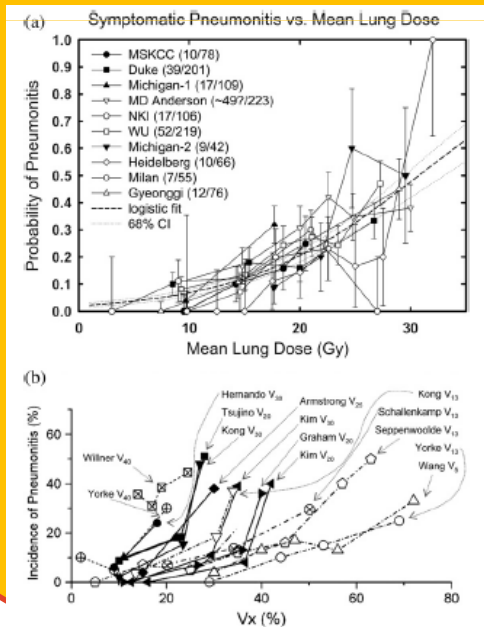 (a) Symptomatic Pneumonitis vs. Mean Lung Dose
Probability of Pneumonitis
1.0
0.9
0.8
0.7
0.6
0.5
0.4
0.3
0.2
0.1
0.0
MSKCC (10/78)
Duke (39/201)
Michigan-1 (17/109)
MD Anderson (~49?/223)
NKI (17/106)
WU (52/219)
Michigan-2 (9/42)
Heidelberg (10/66)
Milan (7/55)
Gyeonggi (12/76)
logistic fit
68% CI
0 10 20 30
Mean Lung Dose (Gy)
(b)
Incidence of Pneumonitis (%)
60
40
20
0
Willner V40
Yorke V40
Hernando V30
Tsujino V20
Kong V20
Armstrong V25
Kim V30
Graham V20
Kim V20
Kong V13
Schallenkamp V13
Seppenwoolde V13
Yorke V13
Wang V5
0 20 40 60 80
Vx (%)